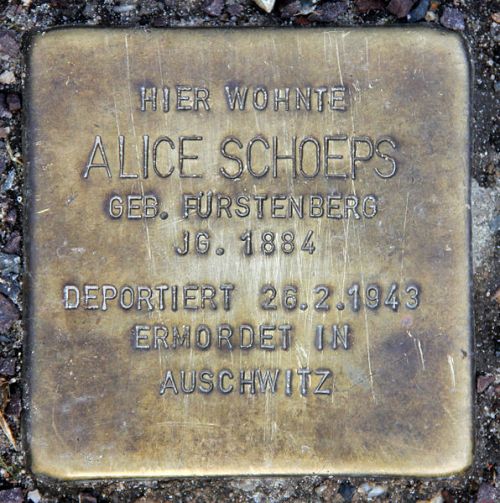 HIER WOHNTE
ALICE SCHOEPS
GEB. FÜRSTENBERG
JG. 1884
DEPORTIERT 26.2.1943
ERMORDET IN
AUSCHWITZ